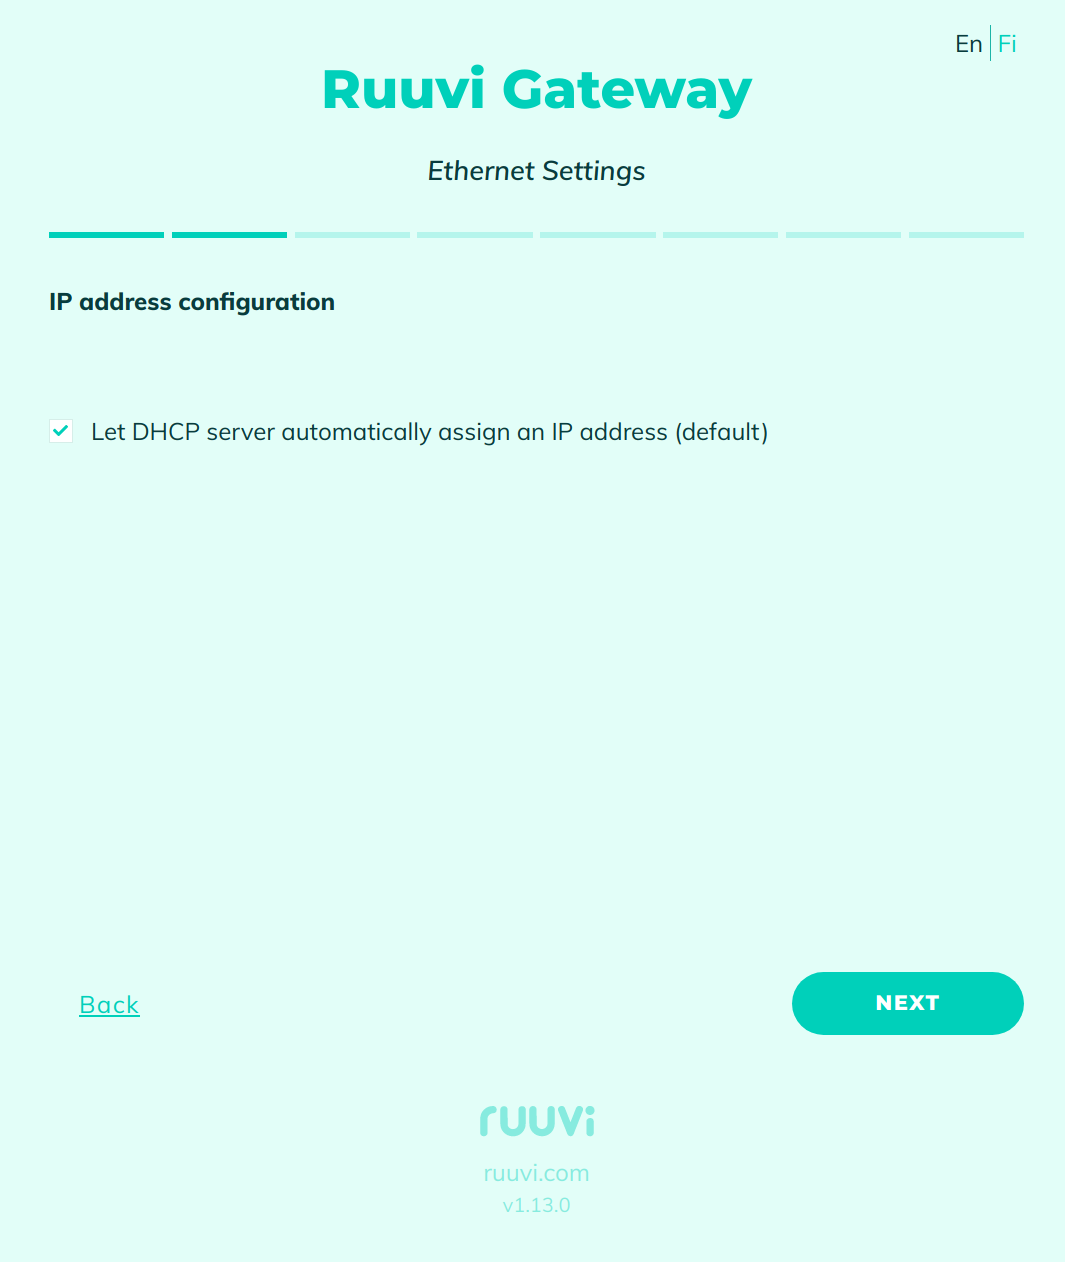 En Fi
Ruuvi Gateway
Ethernet Settings
IP address configuration
Let DHCP server automatically assign an IP address (default)
Back
NEXT
ruuvi
ruuvi.com
v1.13.0